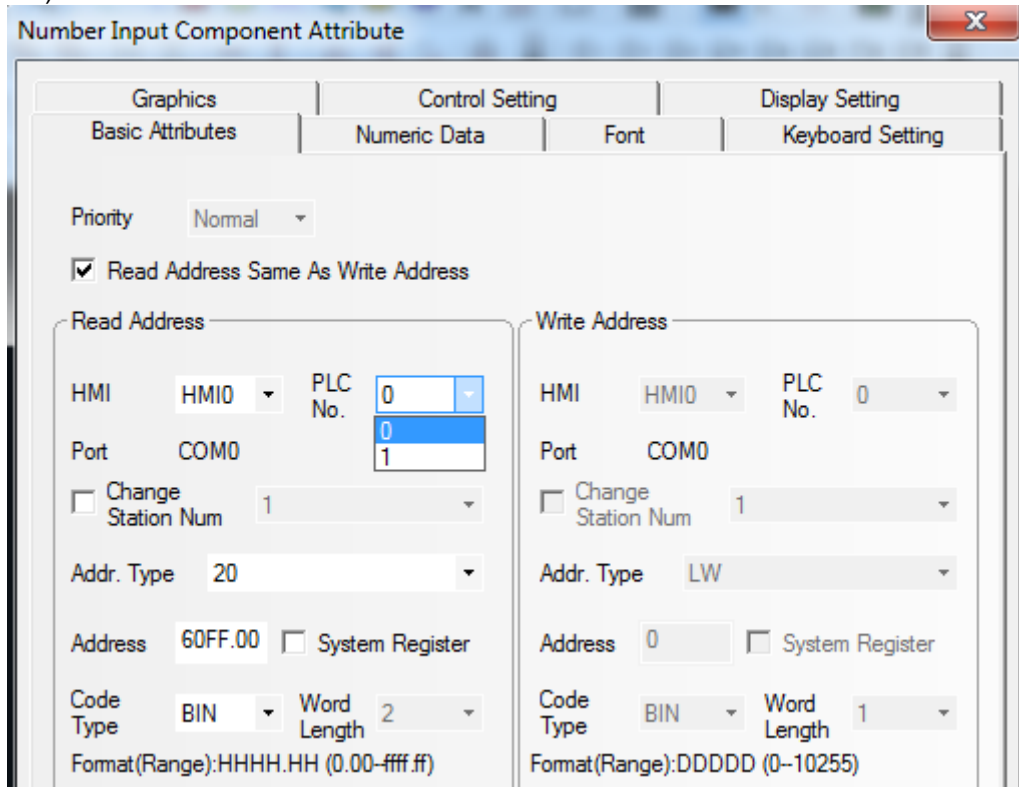 Number Input Component Attribute
Graphics Control Setting Display Setting
Basic Attributes Numeric Data Font Keyboard Setting
Priority Normal
Read Address Same As Write Address
Read Address
HMI HMI0 PLC No. 0
0
1
Port COM0
Change Station Num 1
Addr. Type 20
Address 60FF.00 System Register
Code Type BIN Word Length 2
Format(Range):HHHH.HH (0.00--ffff.ff)
Write Address
HMI HMI0 PLC No. 0
Port COM0
Change Station Num 1
Addr. Type LW
Address 0 System Register
Code Type BIN Word Length 1
Format(Range):DDDDD (0--10255)